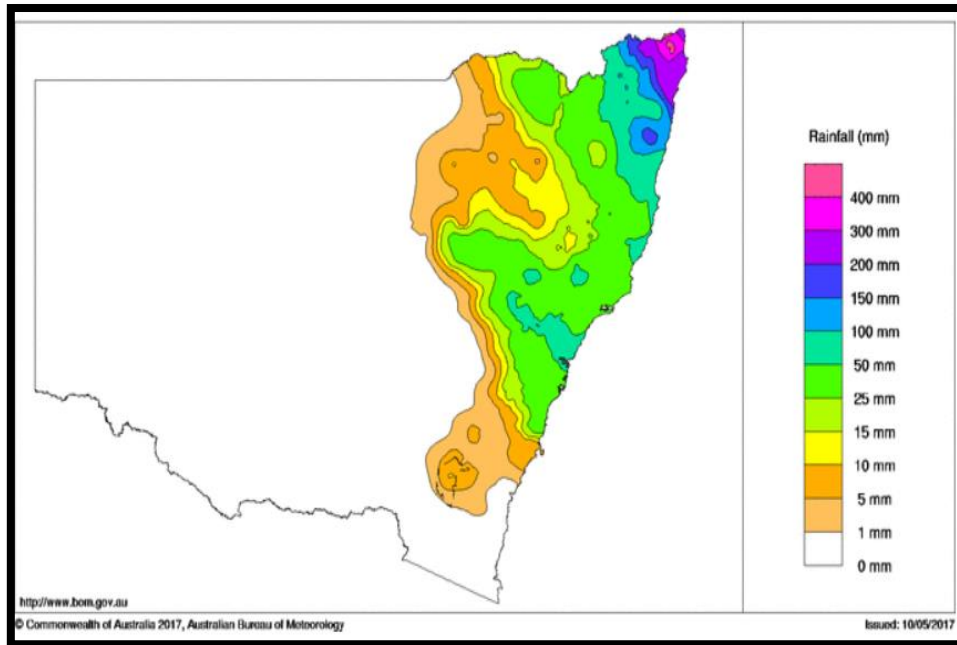 Rainfall (mm)
400 mm
300 mm
200 mm
150 mm
100 mm
50 mm
25 mm
15 mm
10 mm
5 mm
1 mm
0 mm
http://www.bom.gov.au
© Commonwealth of Australia 2017, Australian Bureau of Meteorology
Issued: 10/05/2017